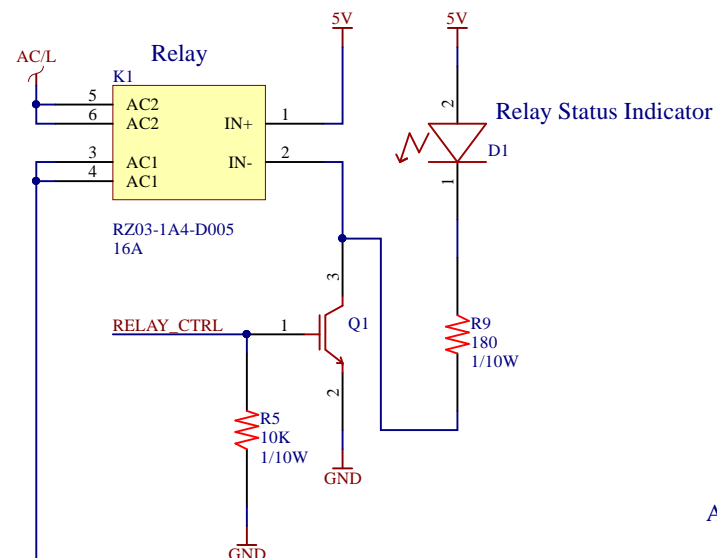 5V
5V
AC/L
Relay
K1
5
AC2
6
AC2
IN+
1
3
AC1
IN-
2
4
AC1
2
Relay Status Indicator
D1
1
RZ03-1A4-D005
16A
3
RELAY_CTRL
1
Q1
R9
180
1/10W
2
R5
10K
1/10W
GND
GND
A